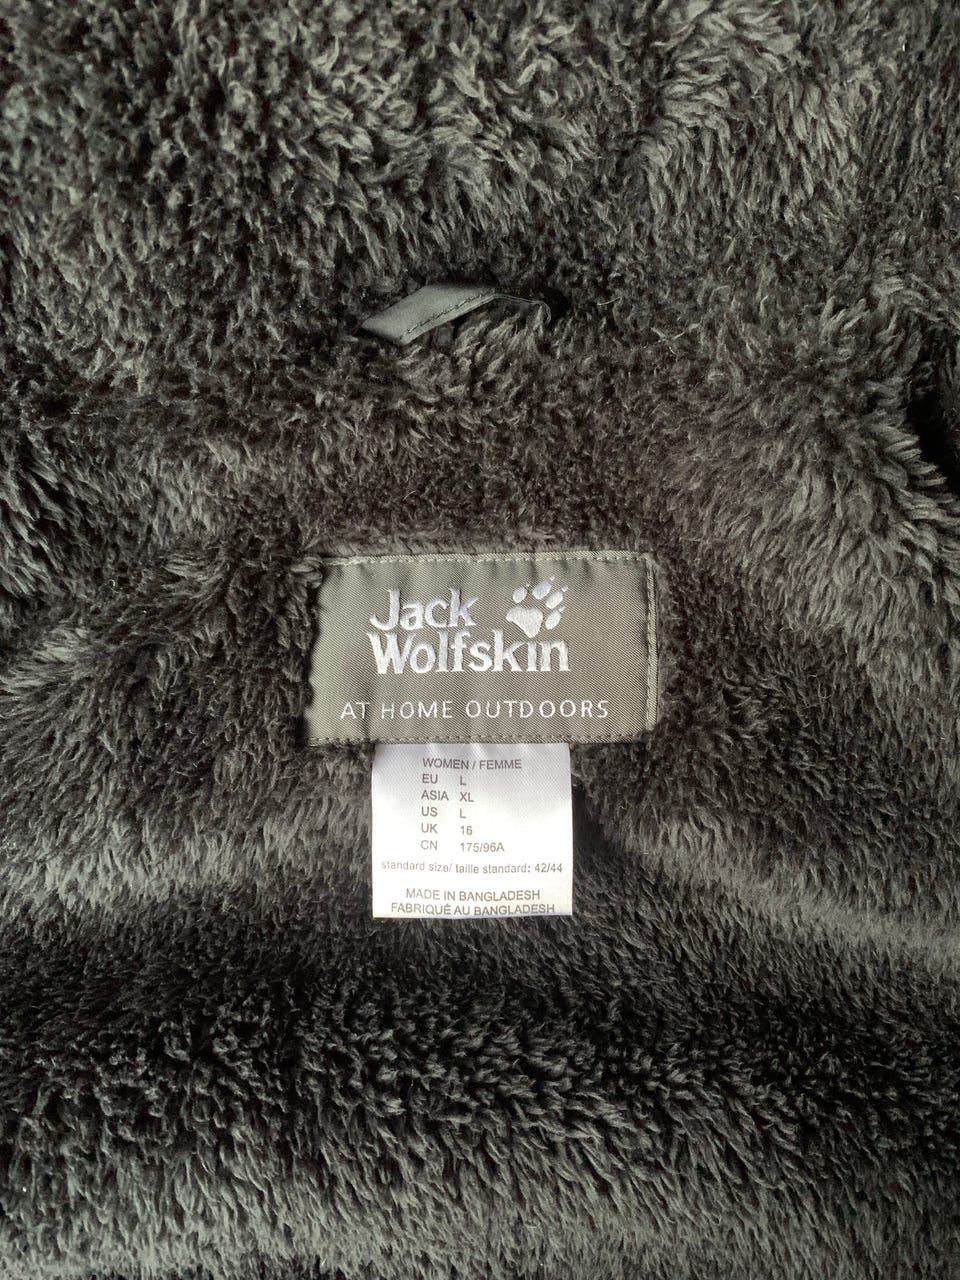 Jack
Wolfskin
AT HOME OUTDOORS
WOMEN / FEMME
EU L
ASIA XL
US L
UK 16
CN 175/96A
standard size/ taille standard: 42/44
MADE IN BANGLADESH
FABRIQUÉ AU BANGLADESH